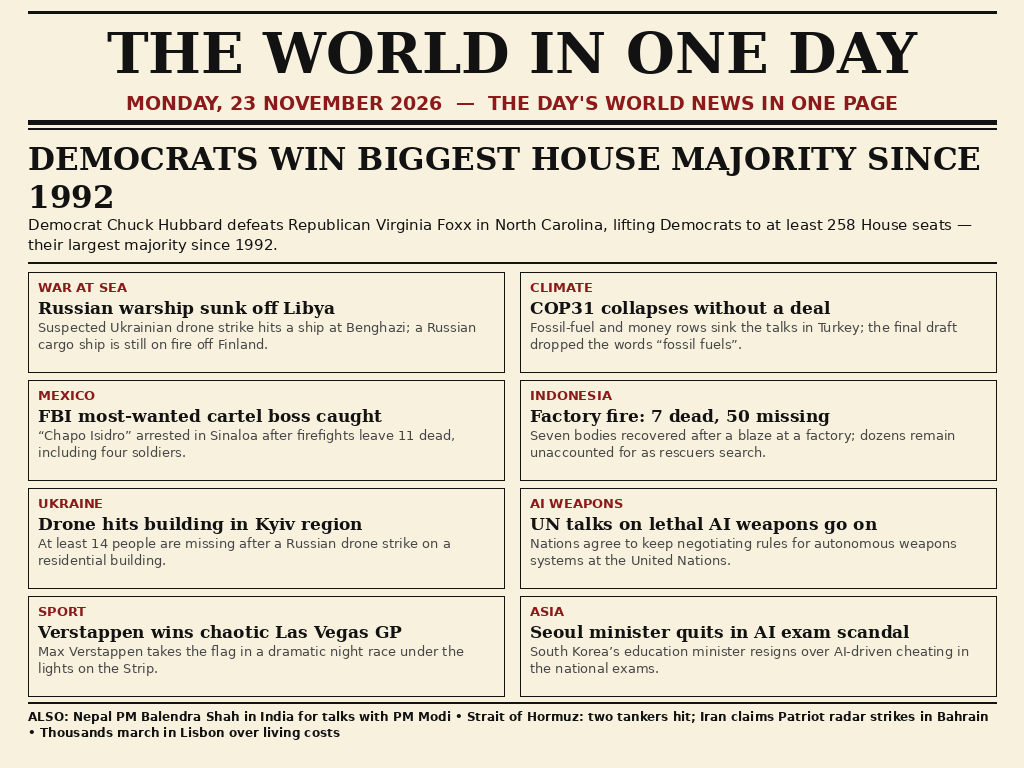 THE WORLD IN ONE DAY
MONDAY, 23 NOVEMBER 2026 — THE DAY'S WORLD NEWS IN ONE PAGE
DEMOCRATS WIN BIGGEST HOUSE MAJORITY SINCE
1992
Democrat Chuck Hubbard defeats Republican Virginia Foxx in North Carolina, lifting Democrats to at least 258 House seats —
their largest majority since 1992.
WAR AT SEA
Russian warship sunk off Libya
Suspected Ukrainian drone strike hits a ship at Benghazi; a Russian
cargo ship is still on fire off Finland.
CLIMATE
COP31 collapses without a deal
Fossil-fuel and money rows sink the talks in Turkey; the final draft
dropped the words “fossil fuels”.
MEXICO
FBI most-wanted cartel boss caught
“Chapo Isidro” arrested in Sinaloa after firefights leave 11 dead,
including four soldiers.
INDONESIA
Factory fire: 7 dead, 50 missing
Seven bodies recovered after a blaze at a factory; dozens remain
unaccounted for as rescuers search.
UKRAINE
Drone hits building in Kyiv region
At least 14 people are missing after a Russian drone strike on a
residential building.
AI WEAPONS
UN talks on lethal AI weapons go on
Nations agree to keep negotiating rules for autonomous weapons
systems at the United Nations.
SPORT
Verstappen wins chaotic Las Vegas GP
Max Verstappen takes the flag in a dramatic night race under the
lights on the Strip.
ASIA
Seoul minister quits in AI exam scandal
South Korea’s education minister resigns over AI-driven cheating in
the national exams.
ALSO: Nepal PM Balendra Shah in India for talks with PM Modi • Strait of Hormuz: two tankers hit; Iran claims Patriot radar strikes in Bahrain
• Thousands march in Lisbon over living costs